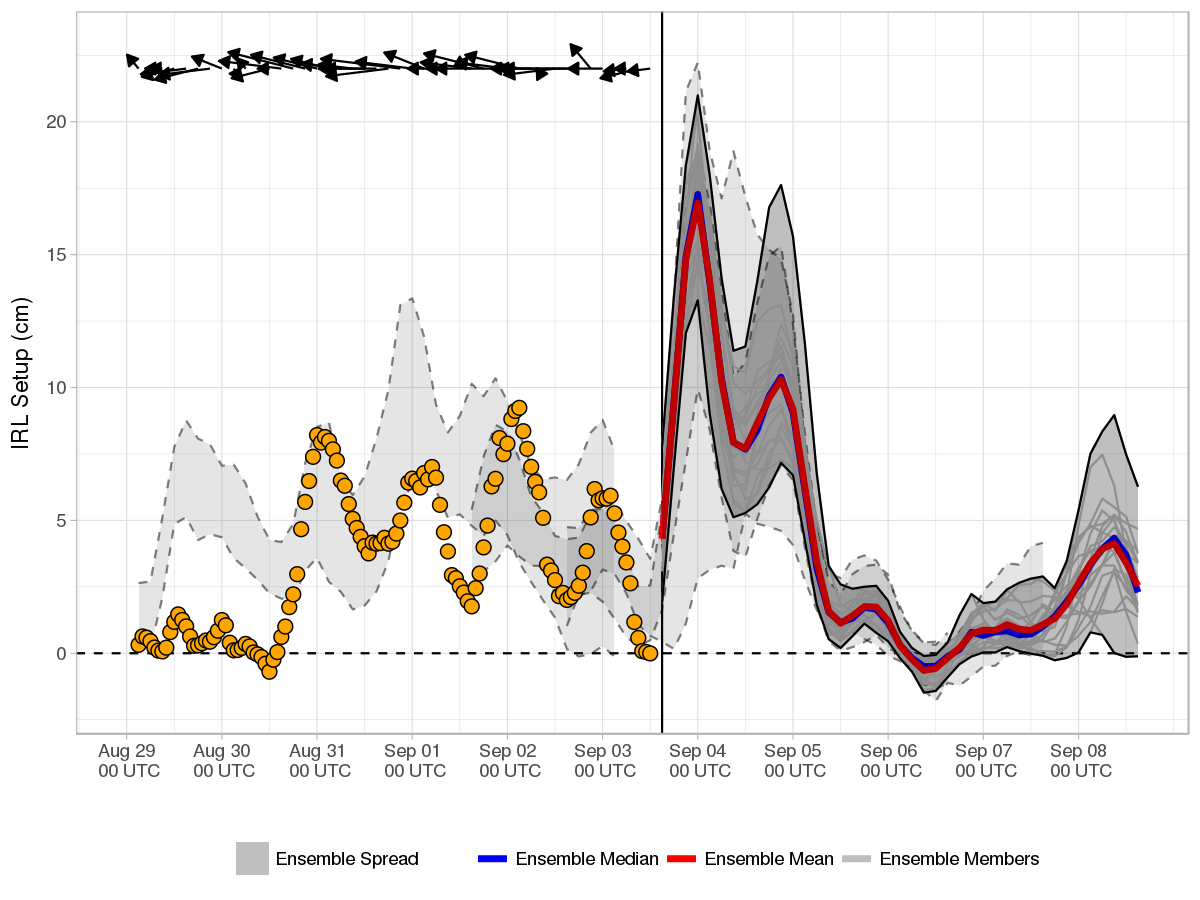 IRL Setup (cm)
20
15
10
5
0
Aug 29 Aug 30 Aug 31 Sep 01 Sep 02 Sep 03 Sep 04 Sep 05 Sep 06 Sep 07 Sep 08
00 UTC 00 UTC 00 UTC 00 UTC 00 UTC 00 UTC 00 UTC 00 UTC 00 UTC 00 UTC 00 UTC
Ensemble Spread Ensemble Median Ensemble Mean Ensemble Members